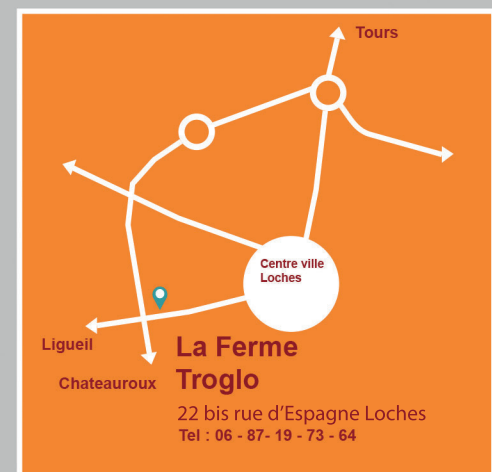 Tours
Centre ville
Loches
Ligueil
Chateauroux
La Ferme
Troglo
22 bis rue d'Espagne Loches
Tel : 06 - 87- 19 - 73 - 64